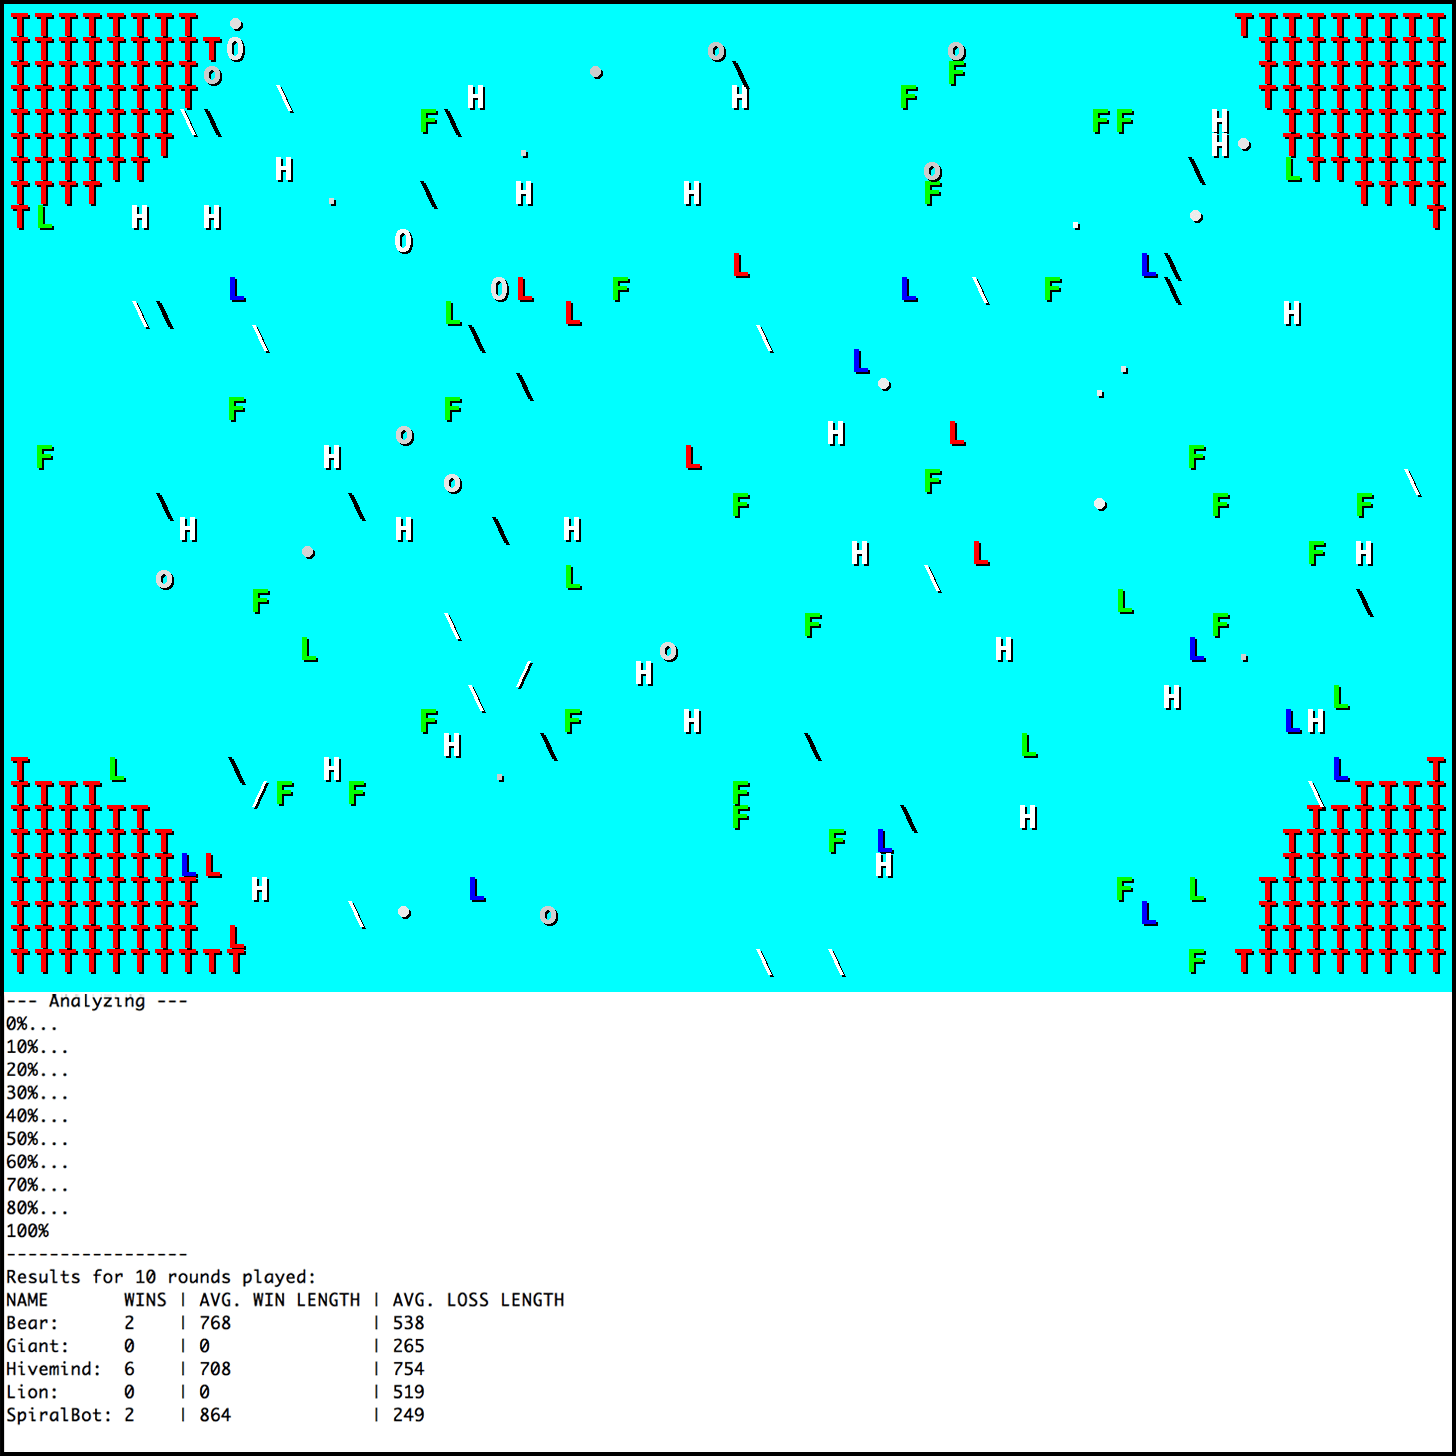 T T T T T T T T • T T T T T T T T T
T T T T T T T T T O o o T T T T T T T T
T T T T T T T T o • \ F T T T T T T T T
T T T T T T T T \ H H F T T T T T T T T
T T T T T T T \ \ F \ F F H T T T T T T T
T T T T T T T . H • T T T T T T T
T T T T T T H o \ L T T T T T T
T T T T . \ H H F T T T T
T L H H . • T
O
L L \
L O L F L \ F \
\ \ L L H
\ \ \
L .
\ • .
F F
o H L
F H L F
o F \
\ \ F • F F
H H \ H
• H L F H
o L \
F L \
\ F F
L o H L .
/ H
\ H L
F F H L H
H \ \ L
T L \ H . L T
T T T T / F F F \ T T T T
T T T T T T F \ H T T T T T T
T T T T T T T F L T T T T T T T
T T T T T T T L L H T T T T T T T
T T T T T T T T H L F L T T T T T T T T
T T T T T T T T \ • o L T T T T T T T T
T T T T T T T T L T T T T T T T T
T T T T T T T T T T \ \ F T T T T T T T T T
--- Analyzing ---
0%...
10%...
20%...
30%...
40%...
50%...
60%...
70%...
80%...
100%
-----------------
Results for 10 rounds played:
NAME WINS | AVG. WIN LENGTH | AVG. LOSS LENGTH
Bear: 2 | 768 | 538
Giant: 0 | 0 | 265
Hivemind: 6 | 708 | 754
Lion: 0 | 0 | 519
SpiralBot: 2 | 864 | 249